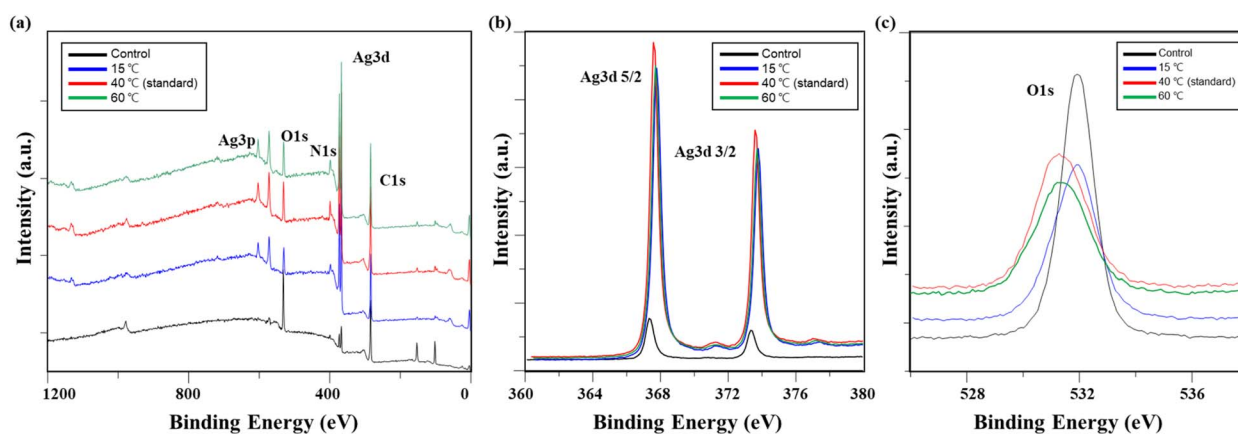 (a)
Control
15 ℃
40 ℃ (standard)
60 ℃
Ag3d
Ag3p
O1s
N1s
C1s
Intensity (a.u.)
1200
800
400
0
Binding Energy (eV)
(b)
Control
15 ℃
40 ℃ (standard)
60 ℃
Ag3d 5/2
Ag3d 3/2
Intensity (a.u.)
360
364
368
372
376
380
Binding Energy (eV)
(c)
Control
15 ℃
40 ℃ (standard)
60 ℃
O1s
Intensity (a.u.)
528
532
536
Binding Energy (eV)